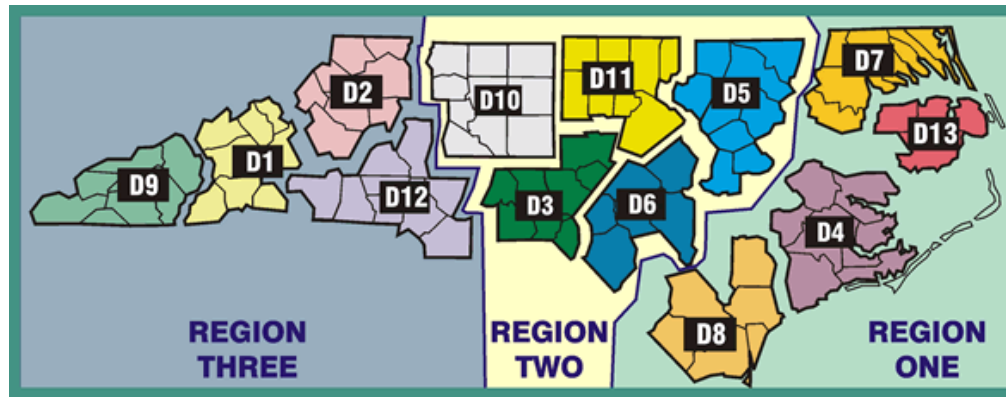 D7
D2
D11
D5
D10
D13
D1
D9
D12
D3
D6
D4
D8
REGION
THREE
REGION
TWO
REGION
ONE